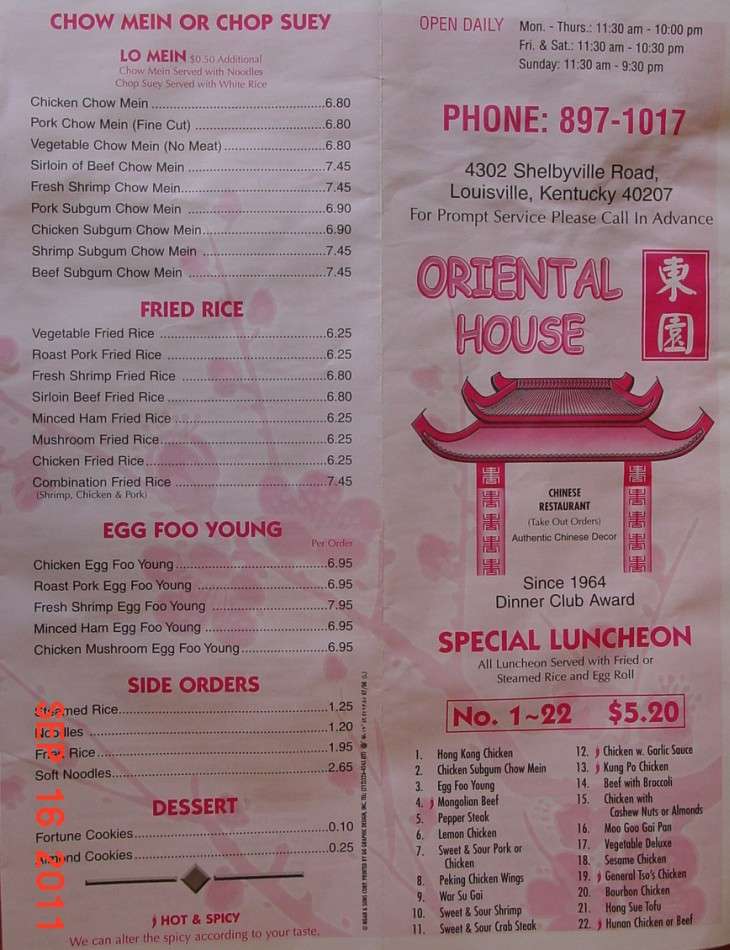 CHOW MEIN OR CHOP SUEY
LO MEIN $0.50 Additional
Chow Mein Served with Noodles
Chop Suey Served with White Rice
Chicken Chow Mein 6.80
Pork Chow Mein (Fine Cut) 6.80
Vegetable Chow Mein (No Meat) 6.80
Sirloin of Beef Chow Mein 7.45
Fresh Shrimp Chow Mein 7.45
Pork Subgum Chow Mein 6.90
Chicken Subgum Chow Mein 6.90
Shrimp Subgum Chow Mein 7.45
Beef Subgum Chow Mein 7.45
FRIED RICE
Vegetable Fried Rice 6.25
Roast Pork Fried Rice 6.25
Fresh Shrimp Fried Rice 6.80
Sirloin Beef Fried Rice 6.80
Minced Ham Fried Rice 6.25
Mushroom Fried Rice 6.25
Chicken Fried Rice 6.25
Combination Fried Rice 7.45
(Shrimp, Chicken & Pork)
EGG FOO YOUNG
Per Order
Chicken Egg Foo Young 6.95
Roast Pork Egg Foo Young 6.95
Fresh Shrimp Egg Foo Young 7.95
Minced Ham Egg Foo Young 6.95
Chicken Mushroom Egg Foo Young 6.95
SIDE ORDERS
Steamed Rice 1.25
Noodles 1.20
Fried Rice 1.95
Soft Noodles 2.65
DESSERT
Fortune Cookies 0.10
Almond Cookies 0.25
HOT & SPICY
We can alter the spicy according to your taste.
SEP 16 2011
OPEN DAILY
Mon. - Thurs.: 11:30 am - 10:00 pm
Fri. & Sat.: 11:30 am - 10:30 pm
Sunday: 11:30 am - 9:30 pm
PHONE: 897-1017
4302 Shelbyville Road,
Louisville, Kentucky 40207
For Prompt Service Please Call In Advance
ORIENTAL
HOUSE
東
園
CHINESE
RESTAURANT
(Take Out Orders)
Authentic Chinese Decor
Since 1964
Dinner Club Award
SPECIAL LUNCHEON
All Luncheon Served with Fried or
Steamed Rice and Egg Roll
No. 1~22 $5.20
1. Hong Kong Chicken
2. Chicken Subgum Chow Mein
3. Egg Foo Young
4. Mongolian Beef
5. Pepper Steak
6. Lemon Chicken
7. Sweet & Sour Pork or
Chicken
8. Peking Chicken Wings
9. War Su Gai
10. Sweet & Sour Shrimp
11. Sweet & Sour Crab Steak
12. Chicken w. Garlic Sauce
13. Kung Po Chicken
14. Beef with Broccoli
15. Chicken with
Cashew Nuts or Almonds
16. Moo Goo Gai Pan
17. Vegetable Deluxe
18. Sesame Chicken
19. General Tso's Chicken
20. Bourbon Chicken
21. Hong Sue Tofu
22. Hunan Chicken or Beef